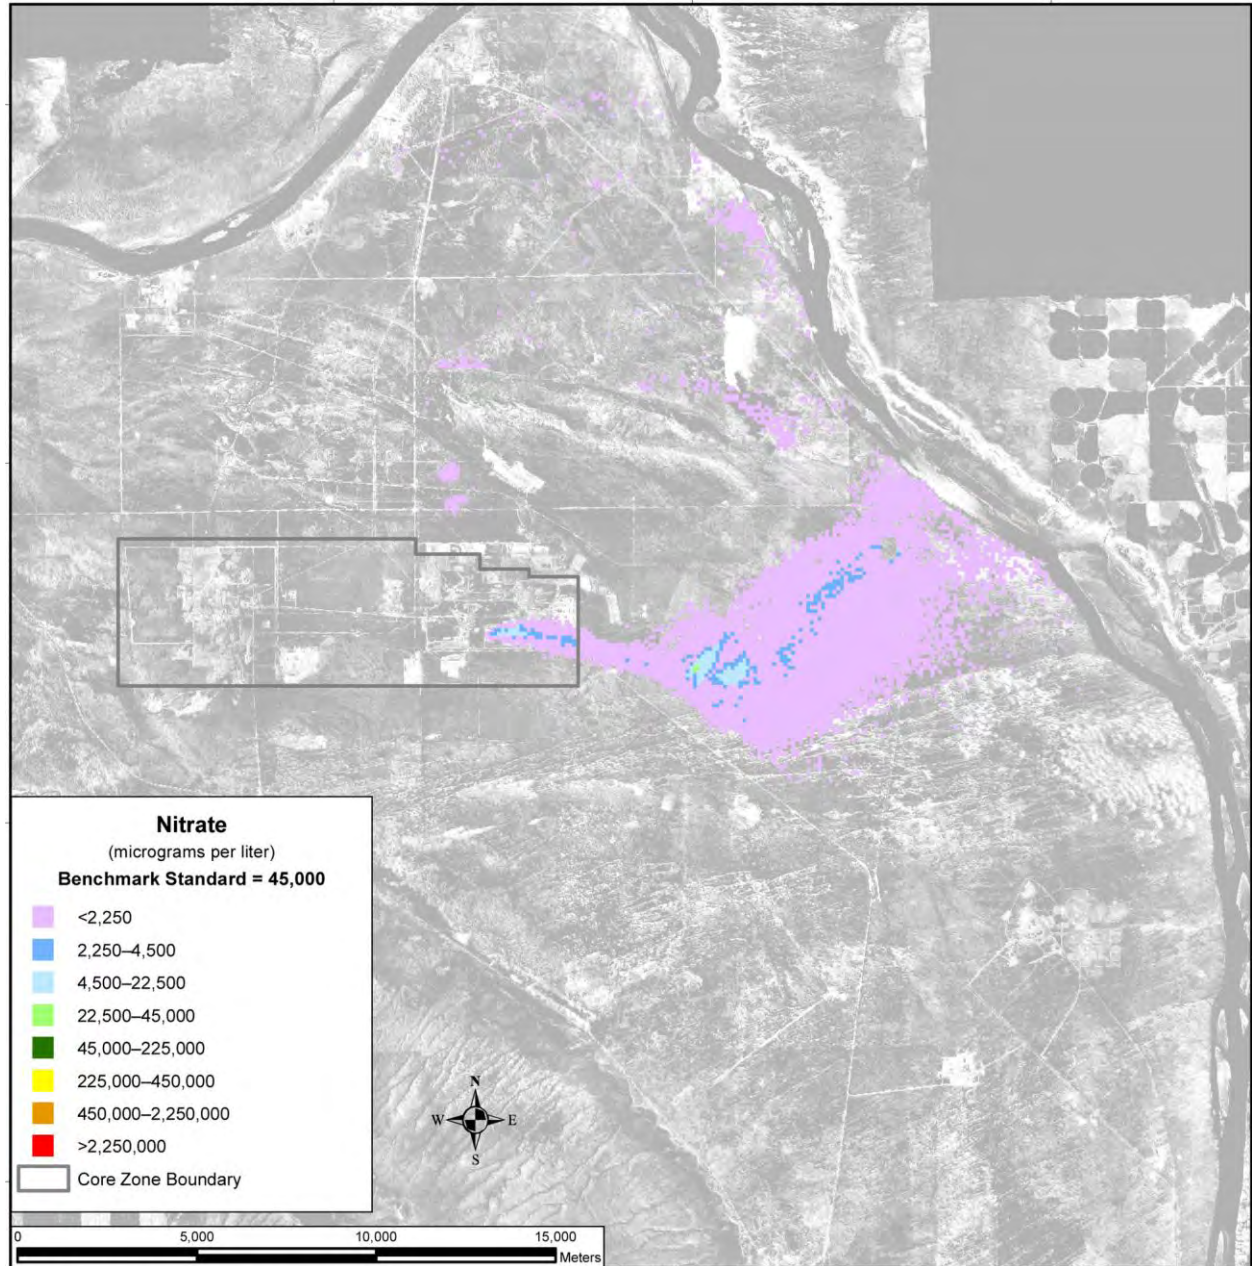 Nitrate
(micrograms per liter)
Benchmark Standard = 45,000
<2,250
2,250–4,500
4,500–22,500
22,500–45,000
45,000–225,000
225,000–450,000
450,000–2,250,000
>2,250,000
Core Zone Boundary
N
W E
S
0 5,000 10,000 15,000
Meters